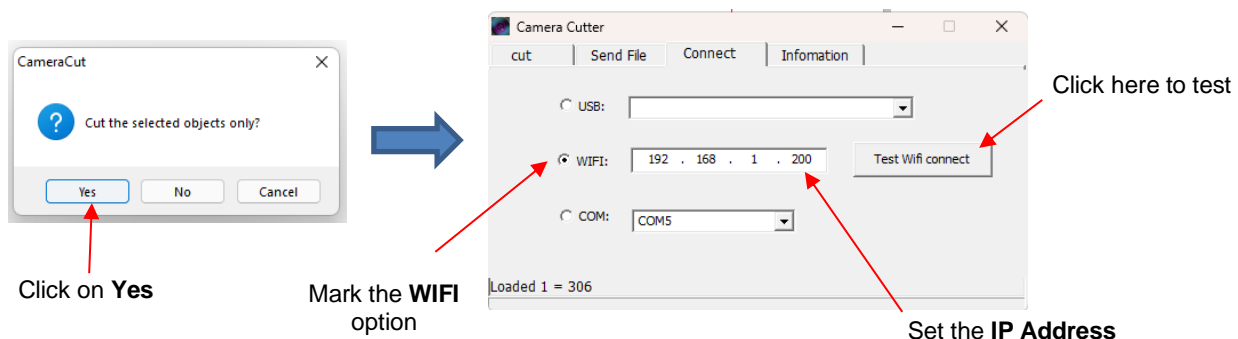 CameraCut
Cut the selected objects only?
Yes No Cancel
Click on Yes
Camera Cutter
cut Send File Connect Infomation
USB:
WIFI: 192 . 168 . 1 . 200 Test Wifi connect
COM: COM5
Loaded 1 = 306
Click here to test
Mark the WIFI
option
Set the IP Address